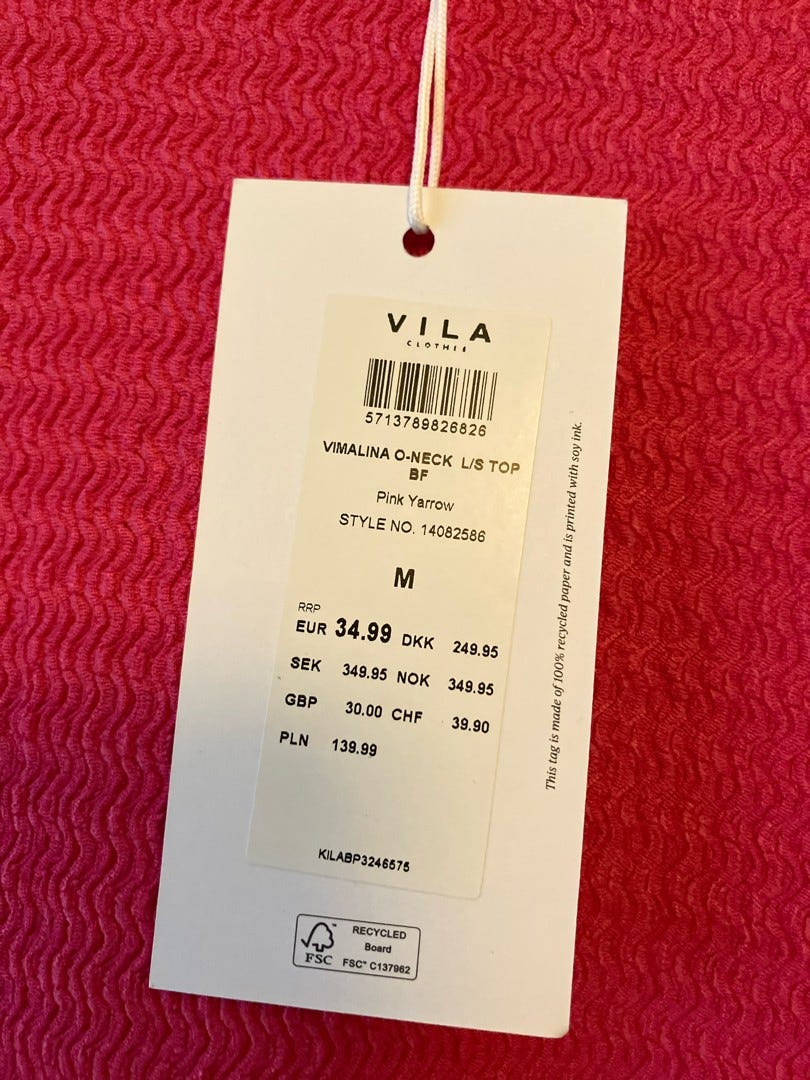 VILA
CLOTHES
5713789826826
VIMALINA O-NECK L/S TOP
BF
Pink Yarrow
STYLE NO. 14082586
M
RRP
EUR 34.99 DKK 249.95
SEK 349.95 NOK 349.95
GBP 30.00 CHF 39.90
PLN 139.99
KILABP3246575
This tag is made of 100% recycled paper and is printed with soy ink.
FSC™
RECYCLED
Board
FSC™ C137962